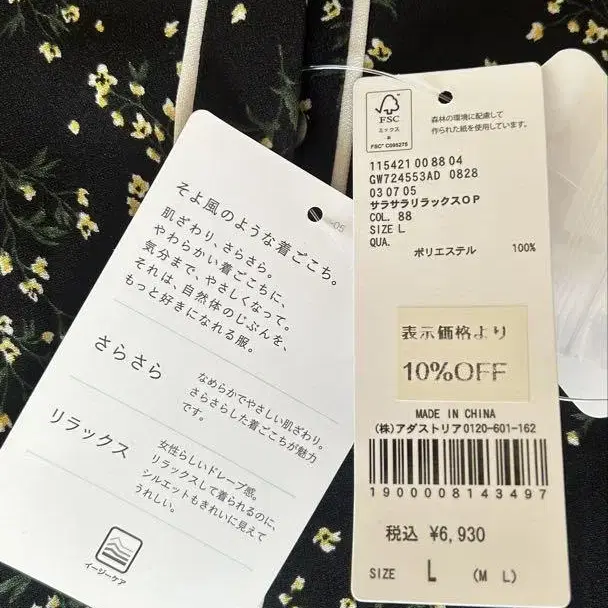 そよ風のような着ごこち。
肌ざわり、さらさら。
やわらかい着ごこちに、
気分まで、やさしくなって。
それは、自然体のじぶんを、
もっと好きになれる服。
さらさら
なめらかでやさしい肌ざわり。
さらさらした着ごこちが魅力
です。
リラックス
女性らしいドレープ感。
リラックスして着られるのに、
シルエットもきれいに見えて
うれしい。
イージーケア
FSC
ミックス
森林の環境に配慮して
作られた紙を使用しています。
115421 00 88 04
GW724553AD 0828
03 07 05
サラサラリラックスOP
COL. 88
SIZE L
QUA.
ポリエステル 100%
表示価格より
10%OFF
MADE IN CHINA
(株)アダストリア0120-601-162
1900008143497
税込 ¥6,930
SIZE L (M L)